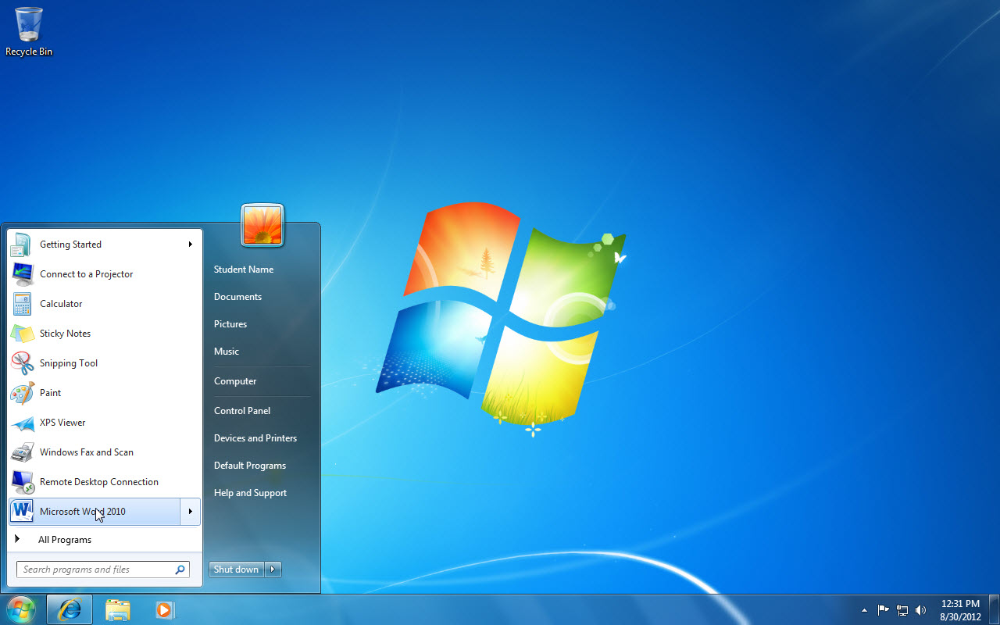 Recycle Bin
Getting Started
Connect to a Projector
Calculator
Sticky Notes
Snipping Tool
Paint
XPS Viewer
Windows Fax and Scan
Remote Desktop Connection
Microsoft Word 2010
All Programs
Search programs and files
Student Name
Documents
Pictures
Music
Computer
Control Panel
Devices and Printers
Default Programs
Help and Support
Shut down
12:31 PM
8/30/2012